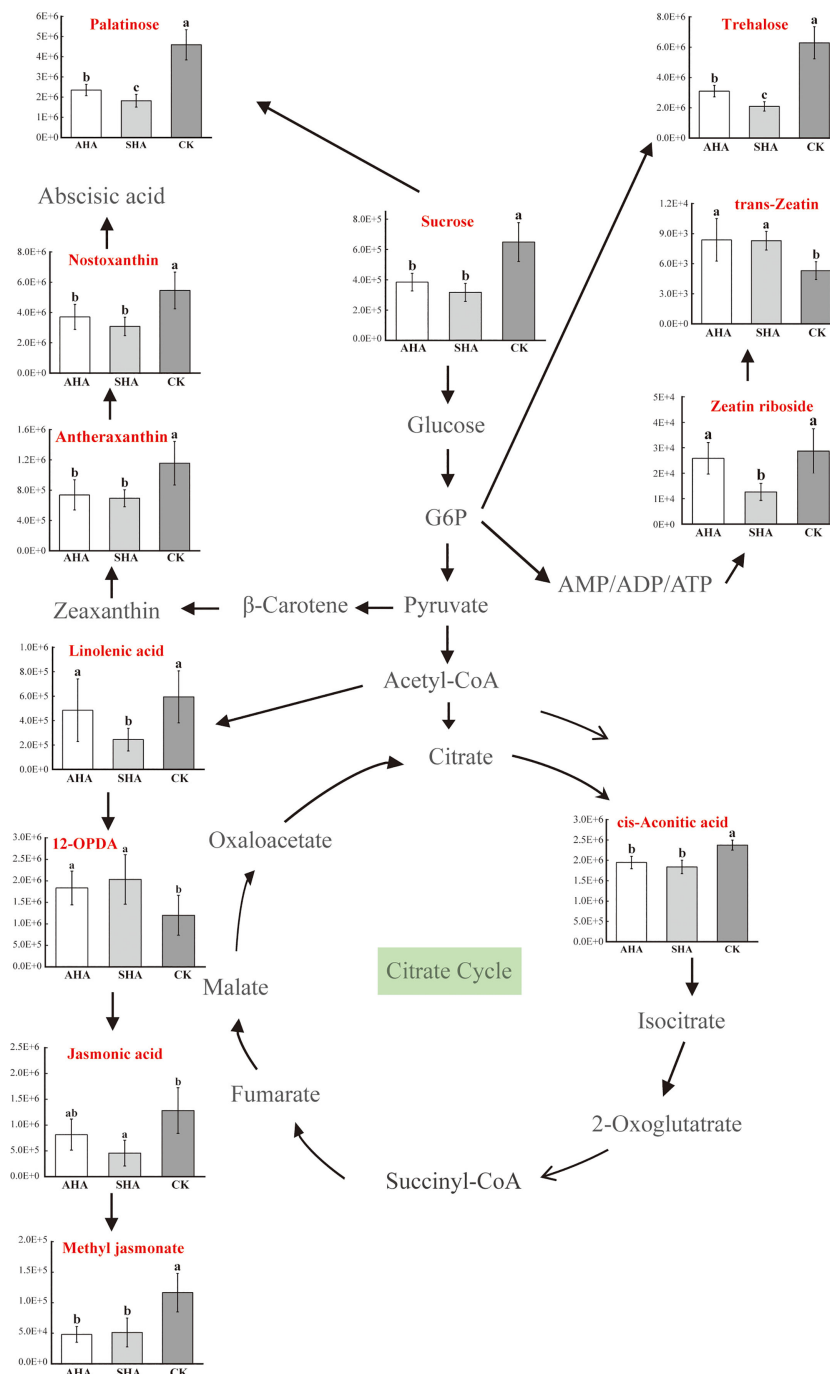 Palatinose
6E+6
5E+6
4E+6
3E+6
2E+6
1E+6
0E+0
b
c
a
AHA SHA CK
Trehalose
8.0E+6
6.0E+6
4.0E+6
2.0E+6
0.0E+0
b
c
a
AHA SHA CK
Abscisic acid
Sucrose
8.0E+5
6.0E+5
4.0E+5
2.0E+5
0.0E+0
b
b
a
AHA SHA CK
trans-Zeatin
1.2E+4
9.0E+3
6.0E+3
3.0E+3
0.0E+0
a
a
b
AHA SHA CK
Nostoxanthin
8.0E+6
6.0E+6
4.0E+6
2.0E+6
0.0E+0
b
b
a
AHA SHA CK
Glucose
Zeatin riboside
5E+4
4E+4
3E+4
2E+4
1E+4
0E+0
a
b
a
AHA SHA CK
Antheraxanthin
1.6E+6
1.2E+6
8.0E+5
4.0E+5
0.0E+0
b
b
a
AHA SHA CK
G6P
AMP/ADP/ATP
Zeaxanthin
β-Carotene
Pyruvate
Linolenic acid
1.0E+6
8.0E+5
6.0E+5
4.0E+5
2.0E+5
0.0E+0
a
b
a
AHA SHA CK
Acetyl-CoA
Citrate
cis-Aconitic acid
3.0E+6
2.5E+6
2.0E+6
1.5E+6
1.0E+6
5.0E+5
0.0E+0
b
b
a
AHA SHA CK
Oxaloacetate
12-OPDA
3.0E+6
2.5E+6
2.0E+6
1.5E+6
1.0E+6
5.0E+5
0.0E+0
a
a
b
AHA SHA CK
Citrate Cycle
Malate
Isocitrate
Jasmonic acid
2.5E+6
2.0E+6
1.5E+6
1.0E+6
5.0E+5
0.0E+0
ab
a
b
AHA SHA CK
Fumarate
2-Oxoglutatrate
Succinyl-CoA
Methyl jasmonate
2.0E+5
1.5E+5
1.0E+5
5.0E+4
0.0E+0
b
b
a
AHA SHA CK